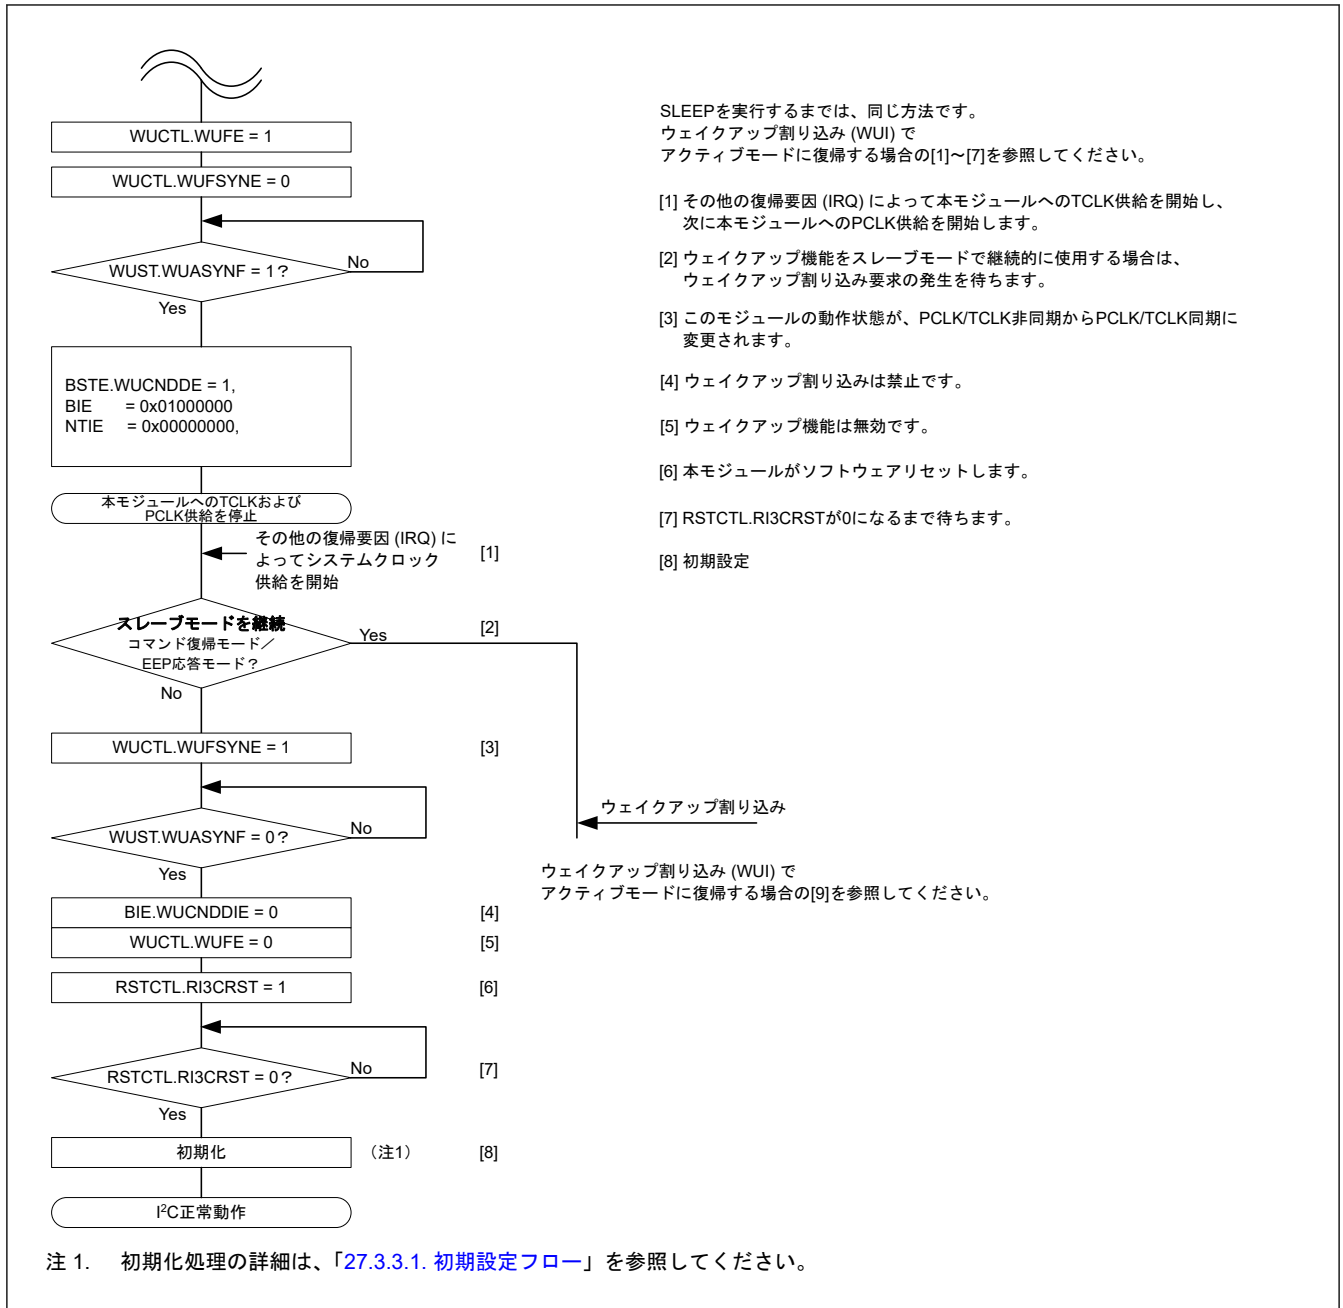 WUCTL.WUFE = 1
WUCTL.WUFSYNE = 0
WUST.WUASYNF = 1?
No
Yes
BSTE.WUCNDDE = 1,
BIE = 0x01000000
NTIE = 0x00000000,
本モジュールへのTCLKおよび
PCLK供給を停止
その他の復帰要因 (IRQ) に
よってシステムクロック
供給を開始
[1]
スレーブモードを継続
コマンド復帰モード／
EEP応答モード？
Yes
[2]
No
WUCTL.WUFSYNE = 1
[3]
WUST.WUASYNF = 0?
No
Yes
ウェイクアップ割り込み
ウェイクアップ割り込み (WUI) で
アクティブモードに復帰する場合の[9]を参照してください。
BIE.WUCNDDIE = 0
[4]
WUCTL.WUFE = 0
[5]
RSTCTL.RI3CRST = 1
[6]
RSTCTL.RI3CRST = 0?
No
[7]
Yes
初期化
（注1）
[8]
I²C正常動作
SLEEPを実行するまでは、同じ方法です。
ウェイクアップ割り込み (WUI) で
アクティブモードに復帰する場合の[1]～[7]を参照してください。
[1] その他の復帰要因 (IRQ) によって本モジュールへのTCLK供給を開始し、
次に本モジュールへのPCLK供給を開始します。
[2] ウェイクアップ機能をスレーブモードで継続的に使用する場合は、
ウェイクアップ割り込み要求の発生を待ちます。
[3] このモジュールの動作状態が、PCLK/TCLK非同期からPCLK/TCLK同期に
変更されます。
[4] ウェイクアップ割り込みは禁止です。
[5] ウェイクアップ機能は無効です。
[6] 本モジュールがソフトウェアリセットします。
[7] RSTCTL.RI3CRSTが0になるまで待ちます。
[8] 初期設定
注 1. 初期化処理の詳細は、「27.3.3.1. 初期設定フロー」を参照してください。